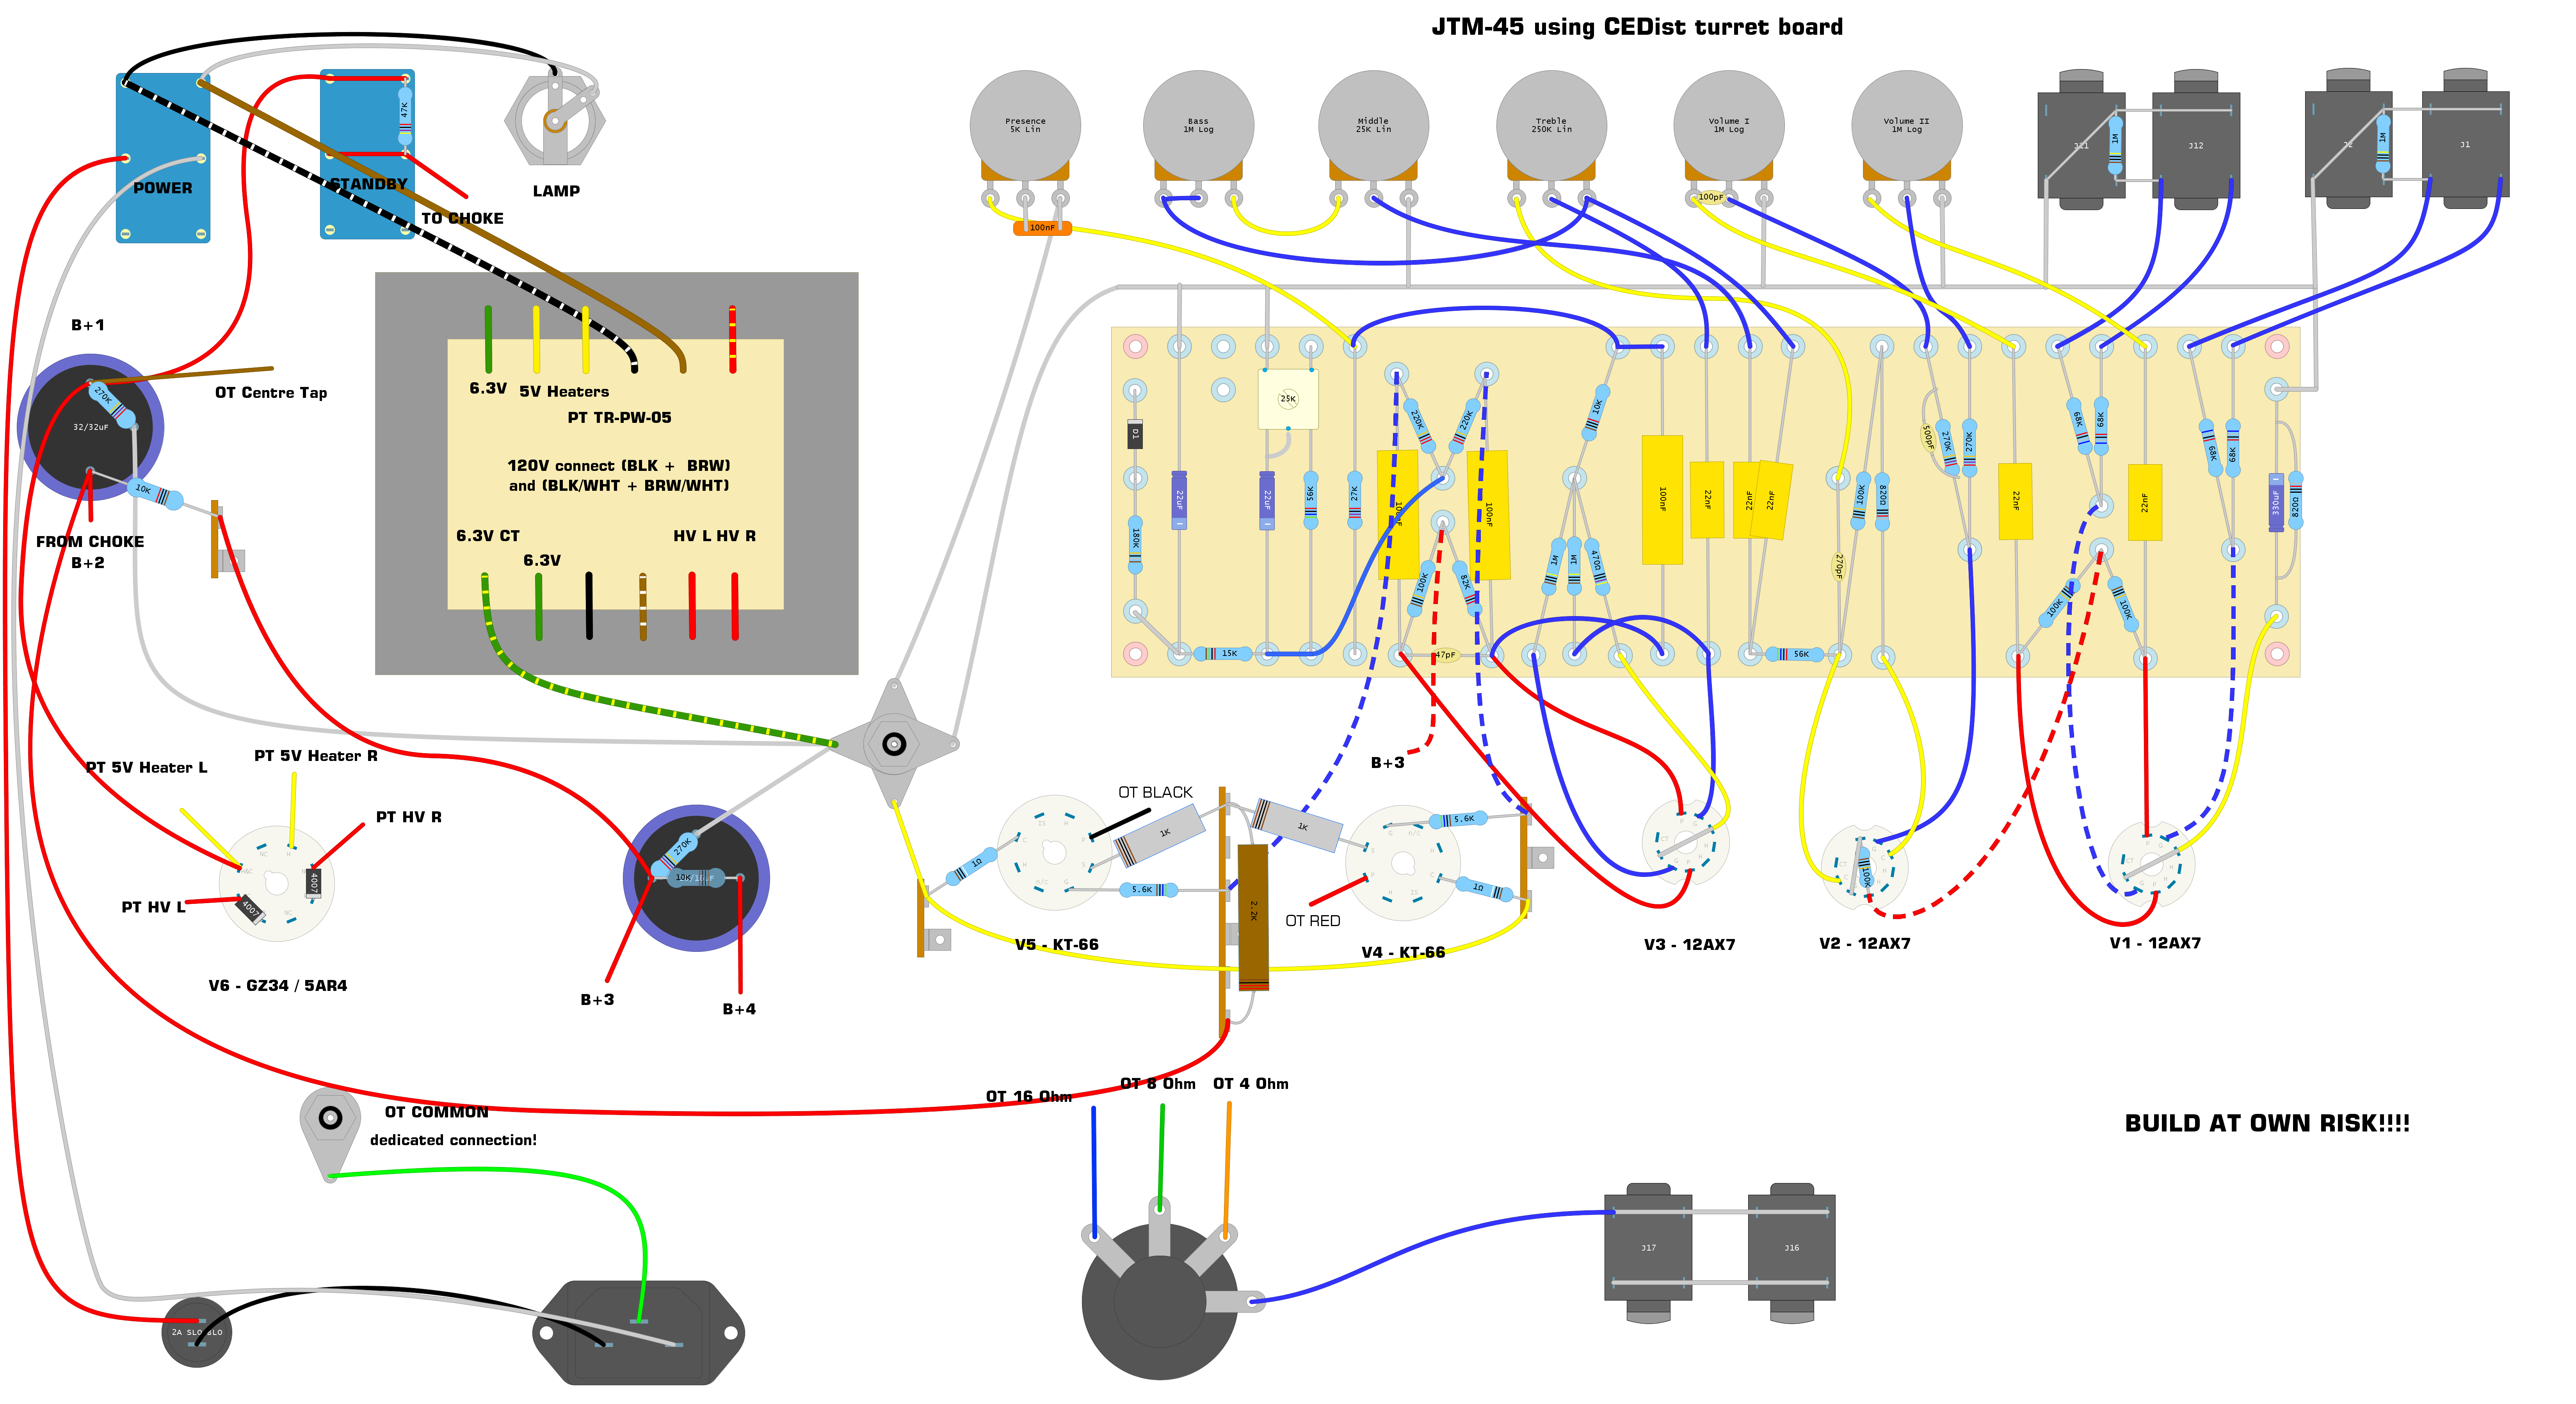 JTM-45 using CEDist turret board
Presence
5K Lin
Bass
1M Log
Middle
25K Lin
Treble
250K Lin
Volume I
1M Log
Volume II
1M Log
J11
1M
J12
J2
1M
J1
47K
POWER
STANDBY
LAMP
TO CHOKE
100nF
100pF
B+1
270K
32/32uF
OT Centre Tap
10K
FROM CHOKE
B+2
6.3V
5V Heaters
PT TR-PW-05
120V connect (BLK + BRW)
and (BLK/WHT + BRW/WHT)
6.3V CT
6.3V
HV L
HV R
D1
180K
22uF
25K
22uF
56K
27K
15K
220K
220K
100nF
100nF
100K
82K
47pF
10K
1M
1M
470Ω
100nF
22nF
22nF
22nF
56K
270pF
100K
820Ω
500pF
270K
270K
22nF
68K
68K
100K
100K
22nF
68K
68K
330uF
820Ω
B+3
PT 5V Heater L
PT 5V Heater R
PT HV R
PT HV L
4007
4007
NC
H
H&C
NC
V6 - GZ34 / 5AR4
270K
10K
B+3
B+4
OT BLACK
1Ω
1K
5.6K
V5 - KT-66
2.2K
1K
5.6K
1Ω
OT RED
V4 - KT-66
V3 - 12AX7
100K
V2 - 12AX7
V1 - 12AX7
OT COMMON
dedicated connection!
OT 16 Ohm
OT 8 Ohm
OT 4 Ohm
BUILD AT OWN RISK!!!!
J17
J16
2A SLO BLO